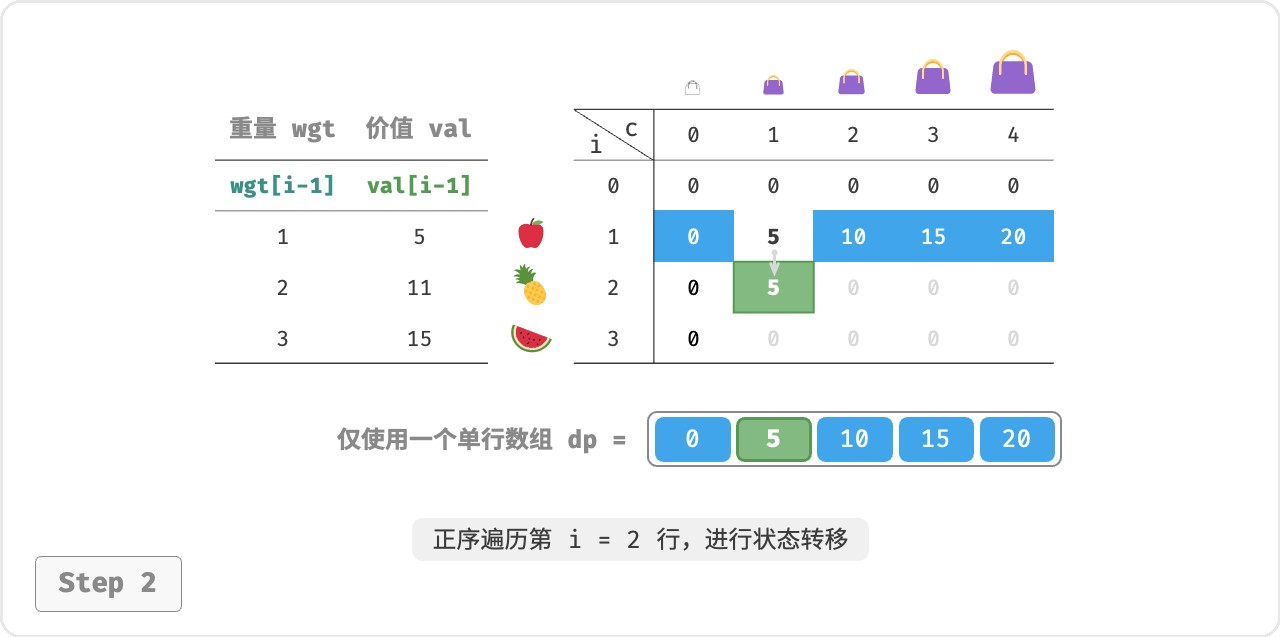 重量 wgt 价值 val
wgt[i-1] val[i-1]
1 5
2 11
3 15
i c 0 1 2 3 4
0 0 0 0 0 0
1 0 5 10 15 20
2 0 5 0 0 0
3 0 0 0 0 0
仅使用一个单行数组 dp = 0 5 10 15 20
正序遍历第 i = 2 行，进行状态转移
Step 2